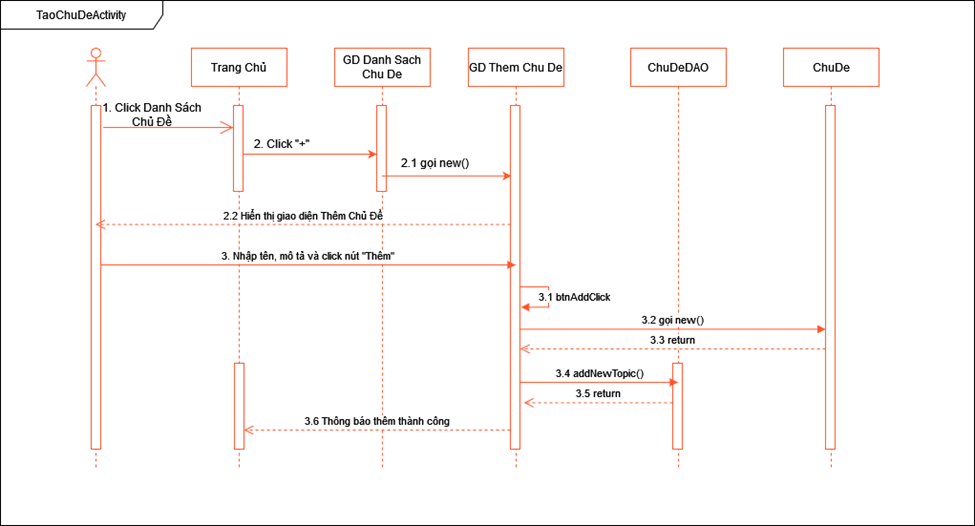 TaoChuDeActivity
Trang Chủ
GD Danh Sach
Chu De
GD Them Chu De
ChuDeDAO
ChuDe
1. Click Danh Sách
Chủ Đề
2. Click "+"
2.1 gọi new()
2.2 Hiễn thị giao diện Thêm Chủ Đề
3. Nhập tên, mô tả và click nút "Thêm"
3.1 btnAddClick
3.2 gọi new()
3.3 return
3.4 addNewTopic()
3.5 return
3.6 Thông báo thêm thành công